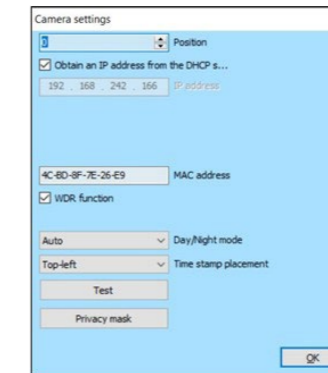 Camera settings
0 Position
Obtain an IP address from the DHCP s...
192 . 168 . 242 . 166 IP address
4C-BD-8F-7E-26-E9 MAC address
WDR function
Auto Day/Night mode
Top-left Time stamp placement
Test
Privacy mask
OK